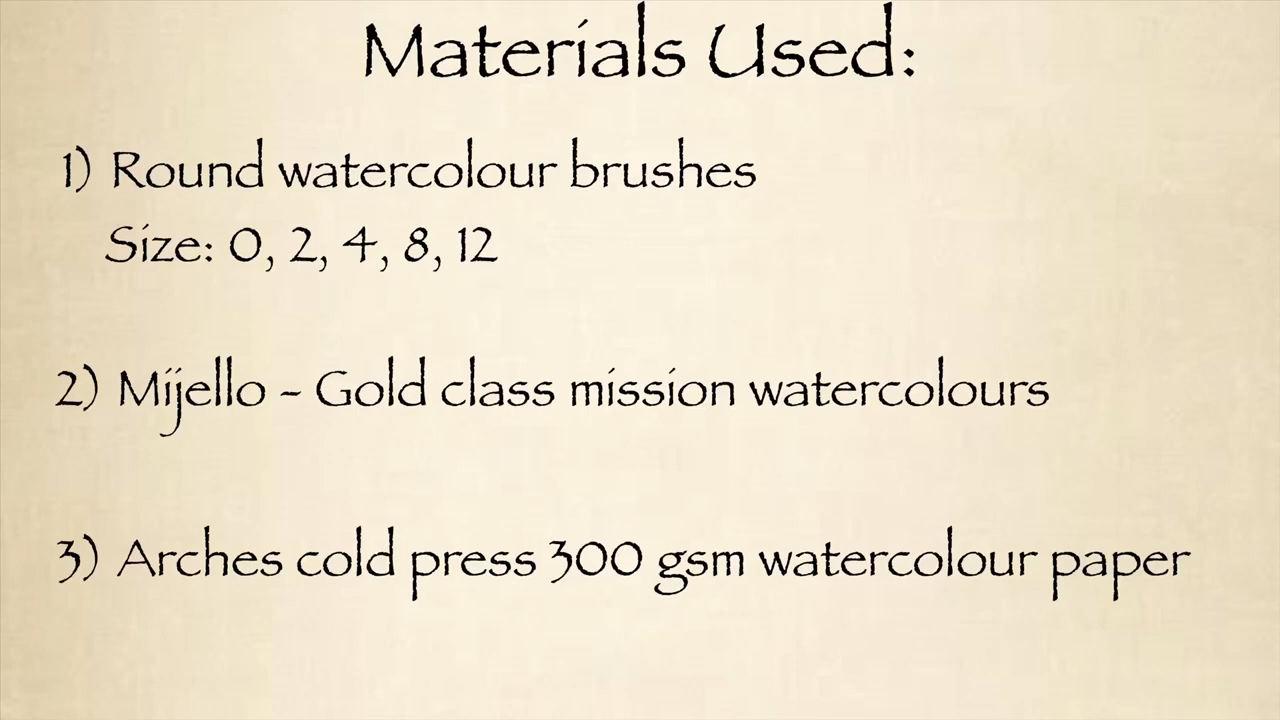 Materials Used:
1) Round watercolour brushes
Size: 0, 2, 4, 8, 12
2) Mijello - Gold class mission watercolours
3) Arches cold press 300 gsm watercolour paper